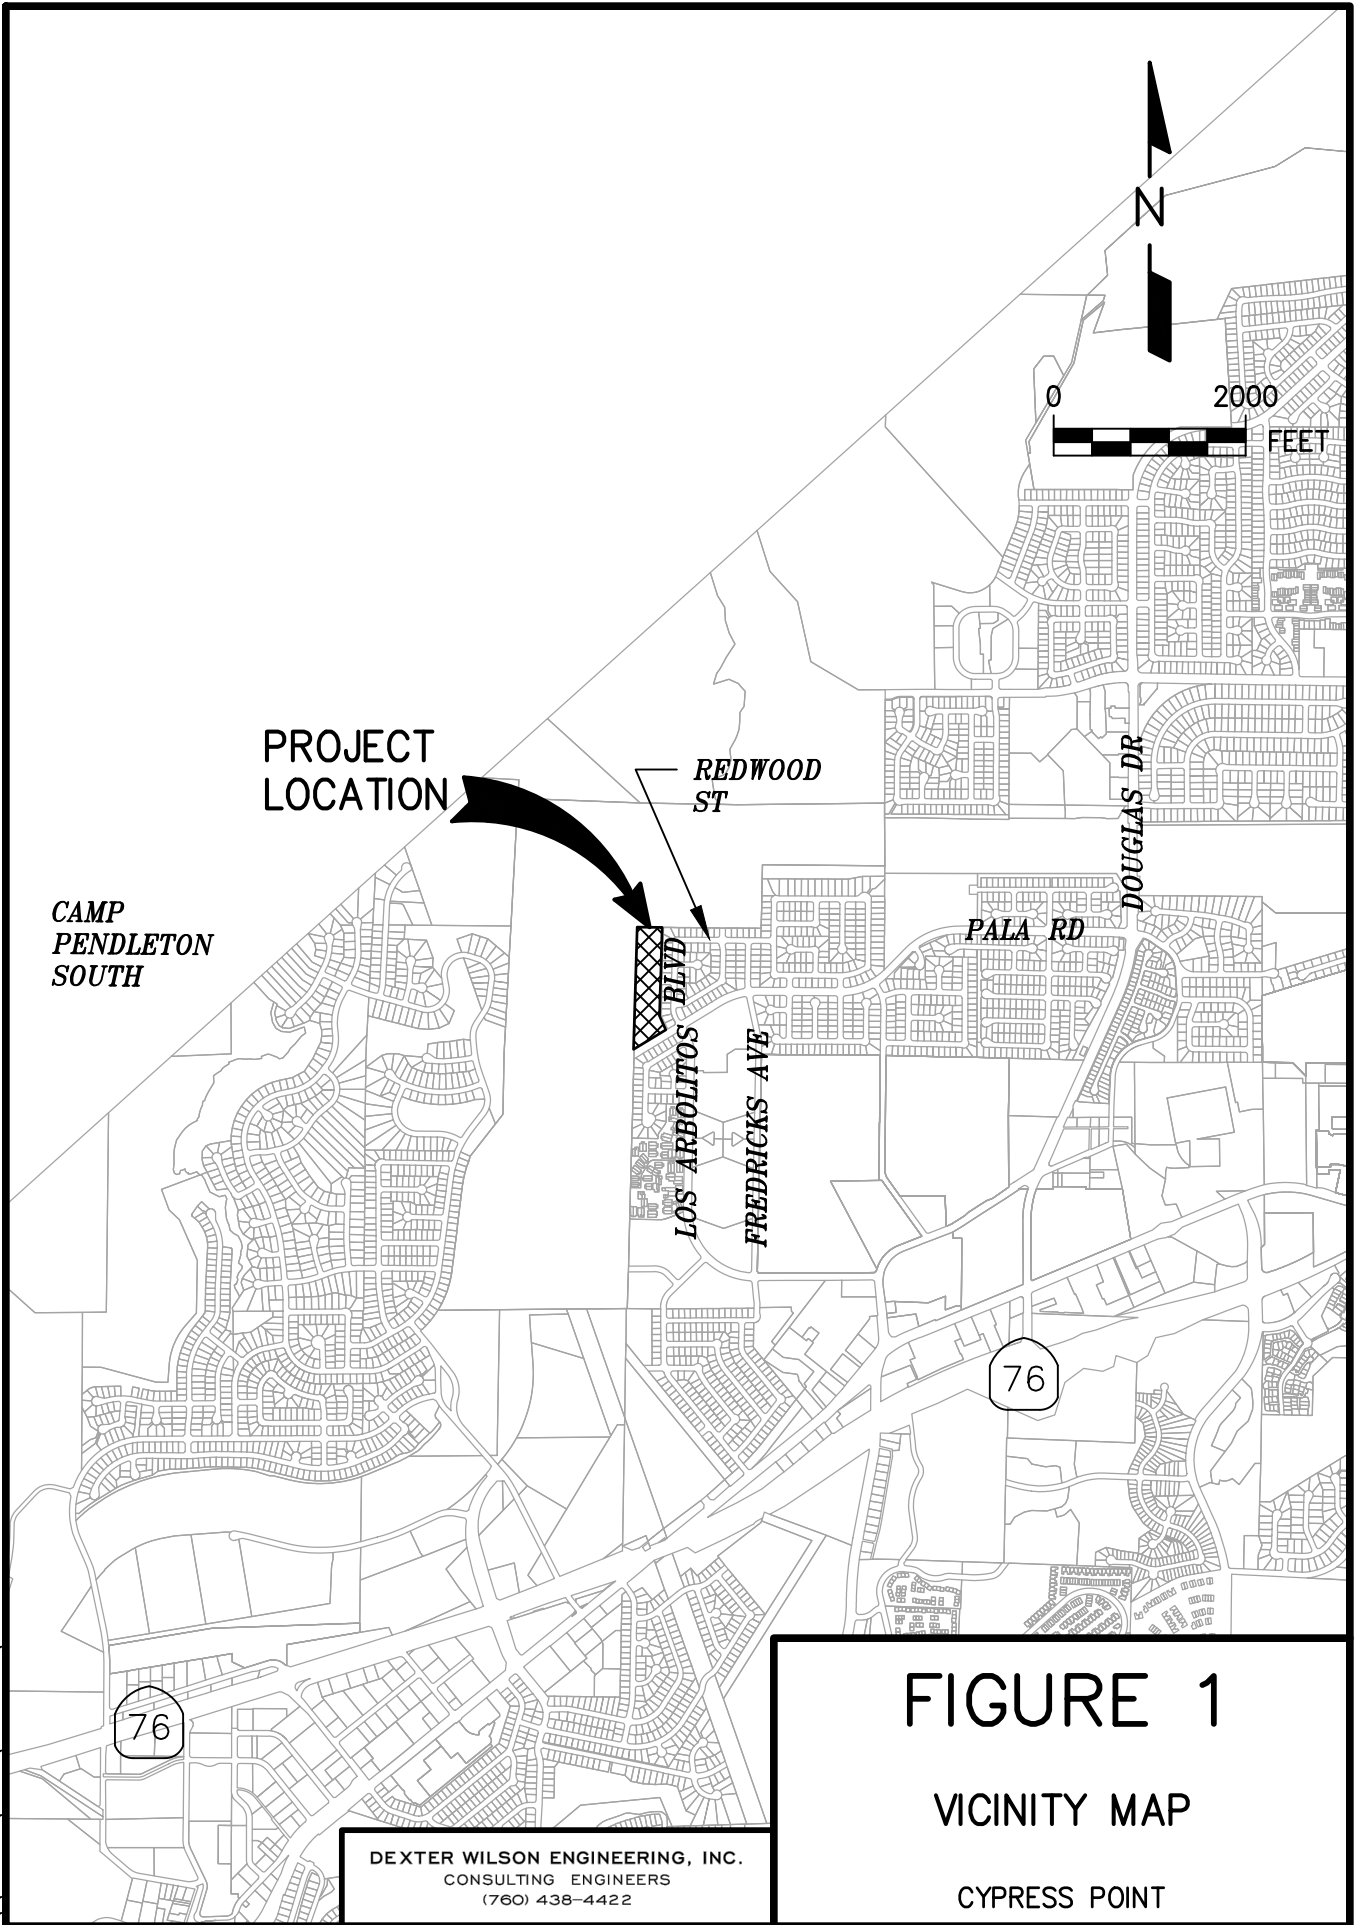 N
0 2000
FEET
PROJECT
LOCATION
REDWOOD
ST
DOUGLAS DR
CAMP
PENDLETON
SOUTH
PALA RD
LOS ARBOLITOS BLVD
FREDRICKS AVE
76
76
FIGURE 1
VICINITY MAP
CYPRESS POINT
DEXTER WILSON ENGINEERING, INC.
CONSULTING ENGINEERS
(760) 438-4422